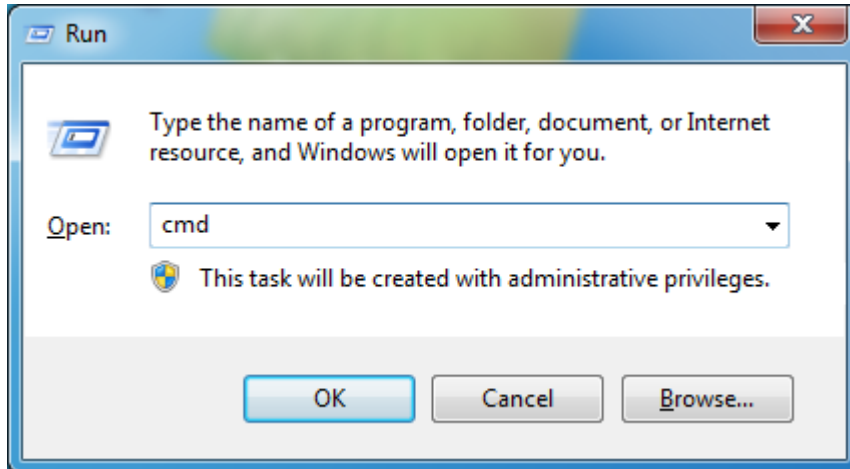 Run
Type the name of a program, folder, document, or Internet
resource, and Windows will open it for you.
Open: cmd
This task will be created with administrative privileges.
OK Cancel Browse...